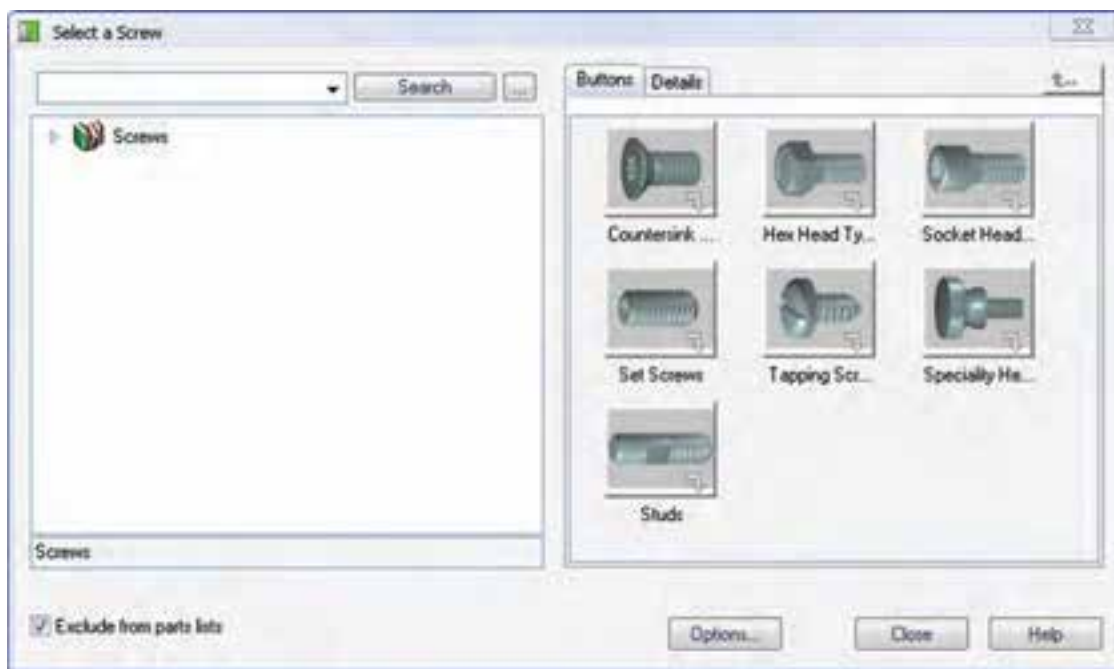 Select a Screw
Search ...
Buttons Details
Screws
Countersink ... Hex Head Ty... Socket Head...
Set Screws Tapping Scr... Speciality He...
Studs
Screws
Exclude from parts lists
Options... Close Help